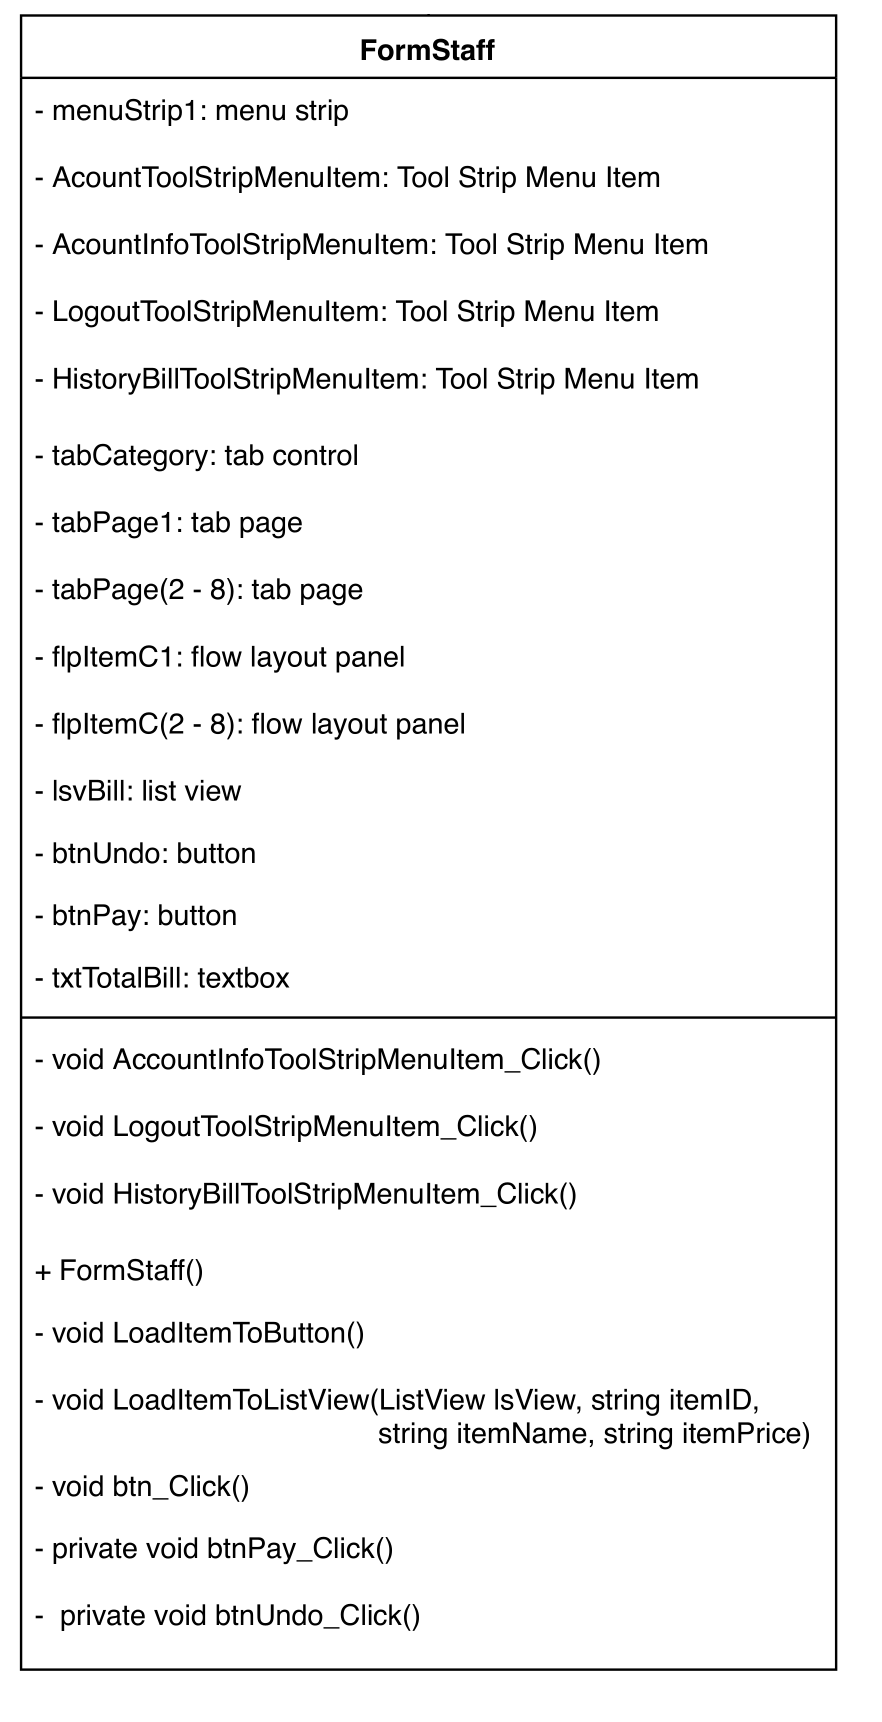 FormStaff
- menuStrip1: menu strip
- AcountToolStripMenuItem: Tool Strip Menu Item
- AcountInfoToolStripMenuItem: Tool Strip Menu Item
- LogoutToolStripMenuItem: Tool Strip Menu Item
- HistoryBillToolStripMenuItem: Tool Strip Menu Item
- tabCategory: tab control
- tabPage1: tab page
- tabPage(2 - 8): tab page
- flpItemC1: flow layout panel
- flpItemC(2 - 8): flow layout panel
- lsvBill: list view
- btnUndo: button
- btnPay: button
- txtTotalBill: textbox
- void AccountInfoToolStripMenuItem_Click()
- void LogoutToolStripMenuItem_Click()
- void HistoryBillToolStripMenuItem_Click()
+ FormStaff()
- void LoadItemToButton()
- void LoadItemToListView(ListView lsView, string itemID,
string itemName, string itemPrice)
- void btn_Click()
- private void btnPay_Click()
- private void btnUndo_Click()